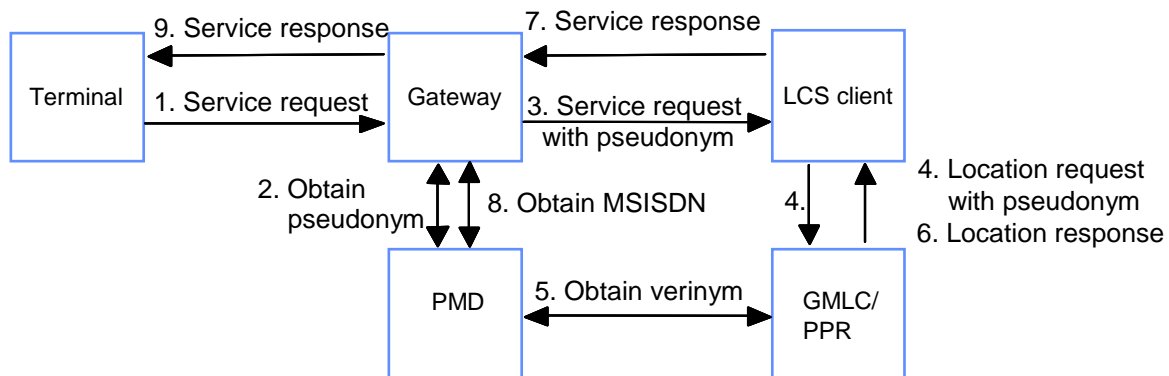 9. Service response
7. Service response
Terminal
Gateway
LCS client
1. Service request
3. Service request
with pseudonym
2. Obtain
pseudonym
8. Obtain MSISDN
4.
4. Location request
with pseudonym
6. Location response
PMD
5. Obtain verinym
GMLC/
PPR